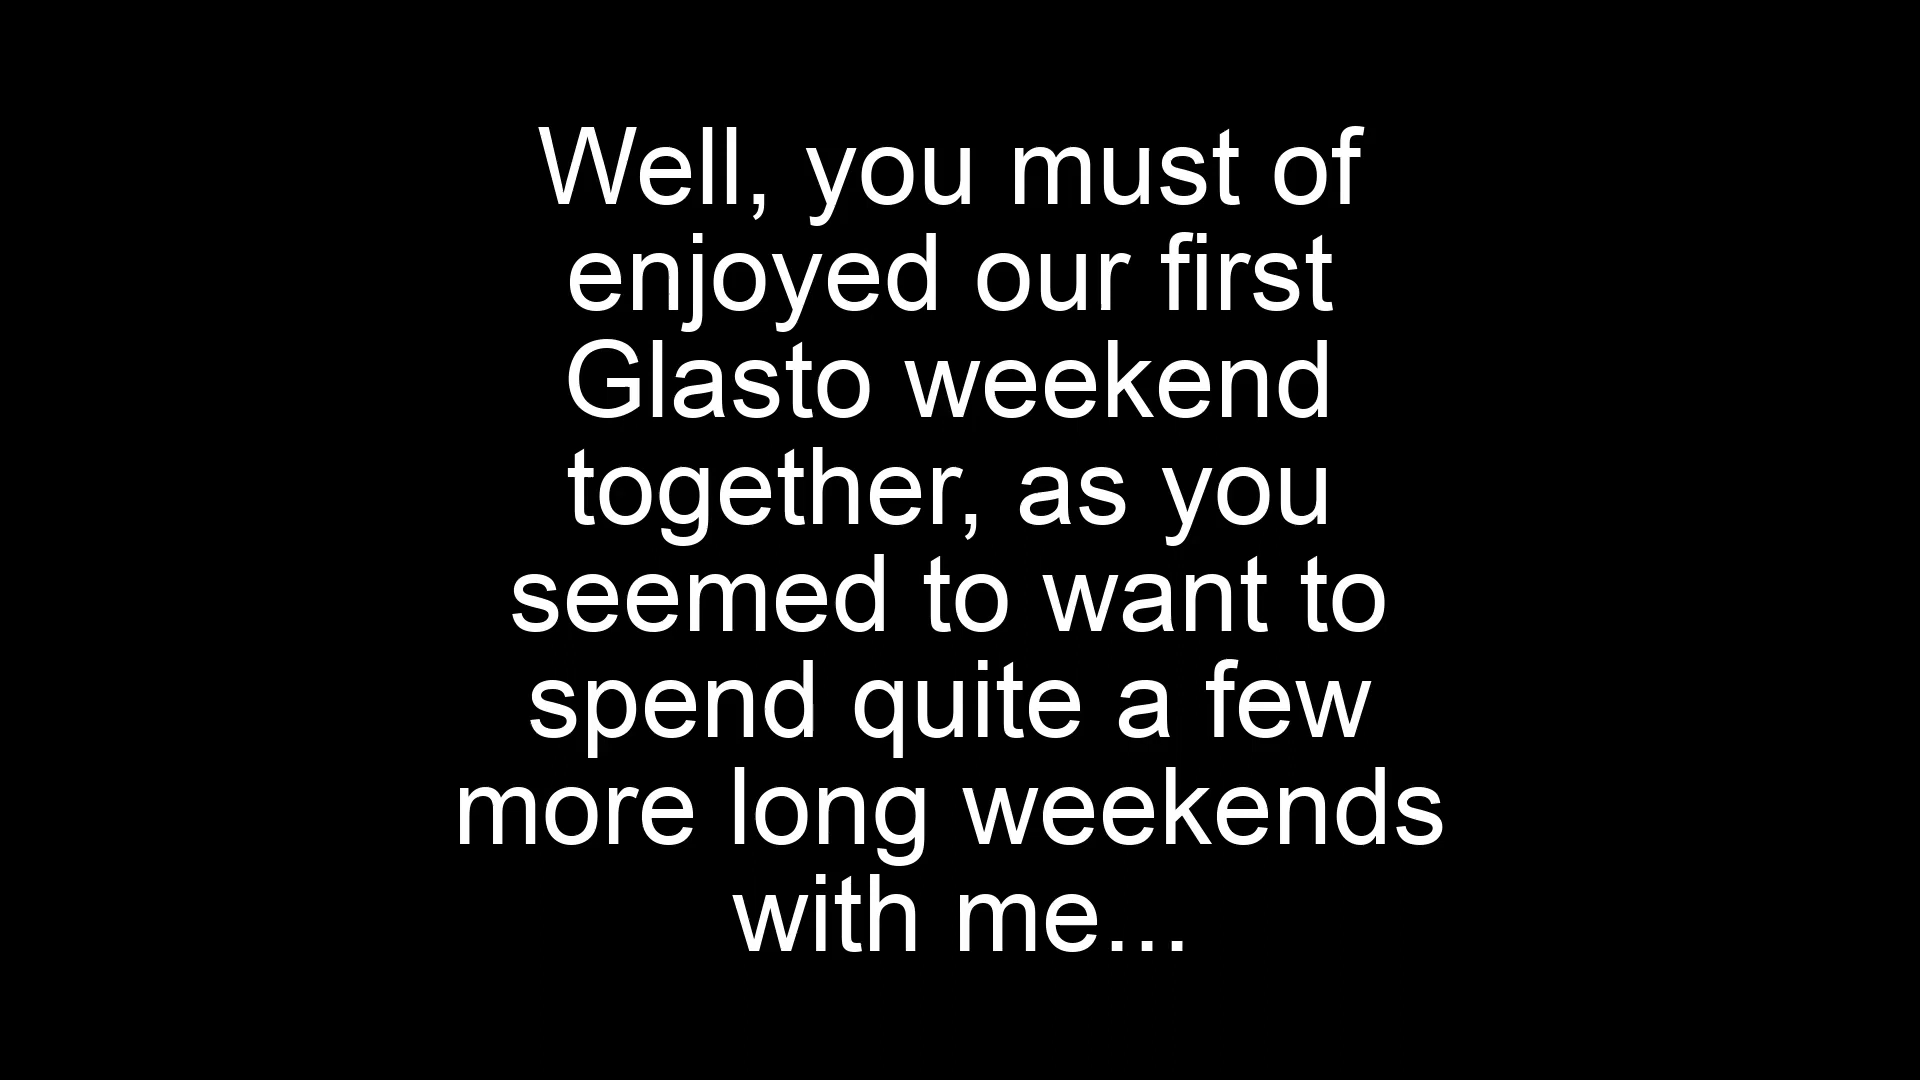 Well, you must of
enjoyed our first
Glasto weekend
together, as you
seemed to want to
spend quite a few
more long weekends
with me...